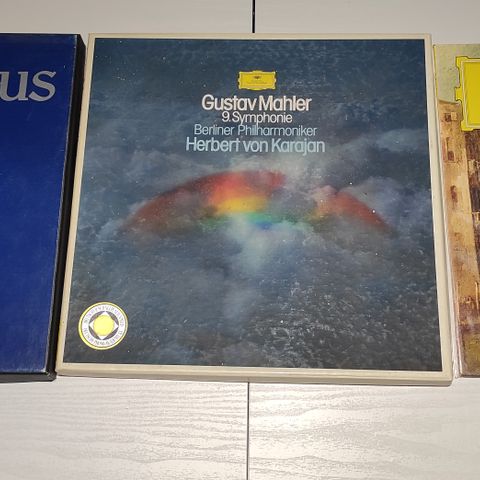 us
Gustav Mahler
9. Symphonie
Berliner Philharmoniker
Herbert von Karajan